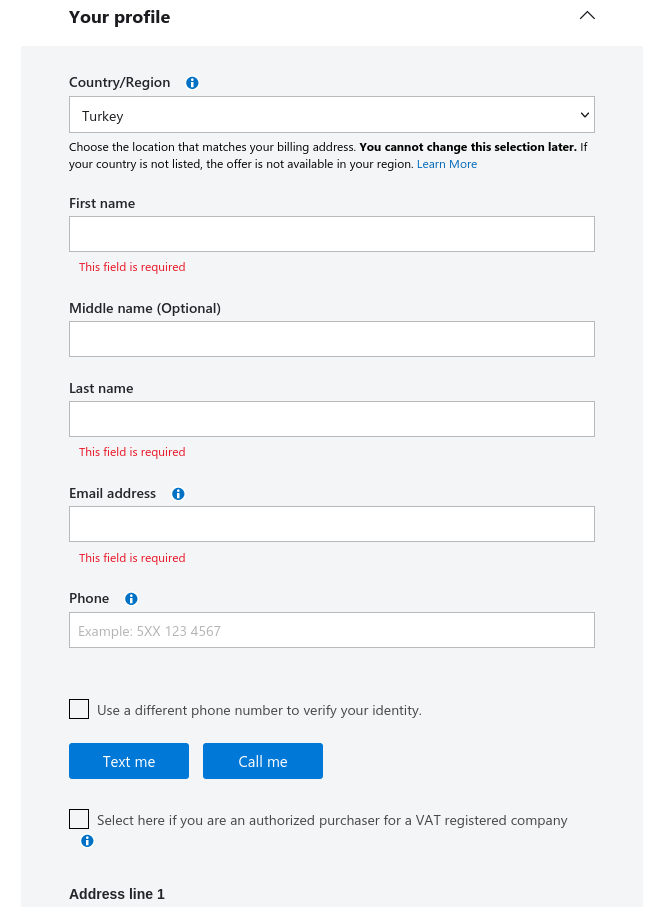 Your profile
Country/Region
Turkey
Choose the location that matches your billing address. You cannot change this selection later. If
your country is not listed, the offer is not available in your region. Learn More
First name
This field is required
Middle name (Optional)
Last name
This field is required
Email address
This field is required
Phone
Example: 5XX 123 4567
Use a different phone number to verify your identity.
Text me Call me
Select here if you are an authorized purchaser for a VAT registered company
Address line 1